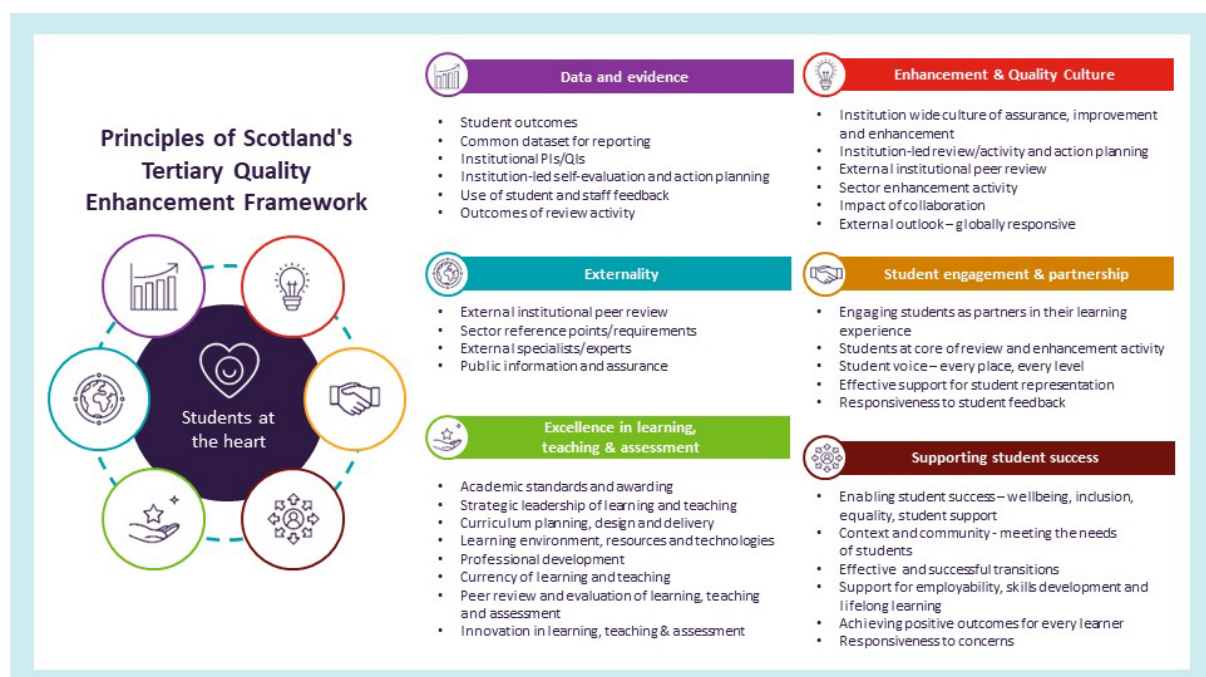 Principles of Scotland's
Tertiary Quality
Enhancement Framework
Students at
the heart
Data and evidence
• Student outcomes
• Common dataset for reporting
• Institutional PIs/QIs
• Institution-led self-evaluation and action planning
• Use of student and staff feedback
• Outcomes of review activity
Externality
• External institutional peer review
• Sector reference points/requirements
• External specialists/experts
• Public information and assurance
Excellence in learning,
teaching & assessment
• Academic standards and awarding
• Strategic leadership of learning and teaching
• Curriculum planning, design and delivery
• Learning environment, resources and technologies
• Professional development
• Currency of learning and teaching
• Peer review and evaluation of learning, teaching
and assessment
• Innovation in learning, teaching & assessment
Enhancement & Quality Culture
• Institution wide culture of assurance, improvement
and enhancement
• Institution-led review/activity and action planning
• External institutional peer review
• Sector enhancement activity
• Impact of collaboration
• External outlook – globally responsive
Student engagement & partnership
• Engaging students as partners in their learning
experience
• Students at core of review and enhancement activity
• Student voice – every place, every level
• Effective support for student representation
• Responsiveness to student feedback
Supporting student success
• Enabling student success – wellbeing, inclusion,
equality, student support
• Context and community - meeting the needs
of students
• Effective and successful transitions
• Support for employability, skills development and
lifelong learning
• Achieving positive outcomes for every learner
• Responsiveness to concerns